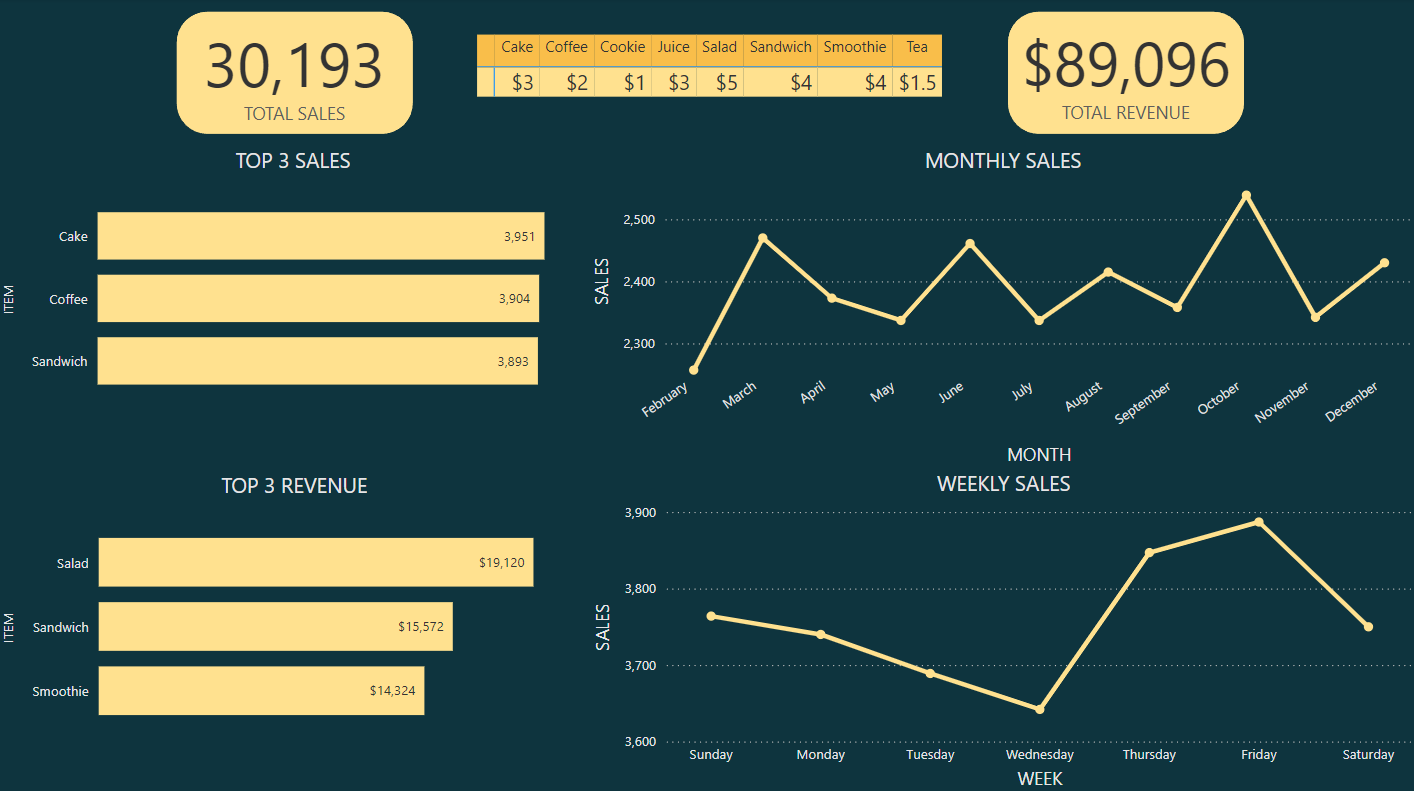 30,193
TOTAL SALES
Cake Coffee Cookie Juice Salad Sandwich Smoothie Tea
$3 $2 $1 $3 $5 $4 $4 $1.5
$89,096
TOTAL REVENUE
TOP 3 SALES
ITEM
Cake 3,951
Coffee 3,904
Sandwich 3,893
MONTHLY SALES
SALES
2,500
2,400
2,300
February March April May June July August September October November December
MONTH
TOP 3 REVENUE
ITEM
Salad $19,120
Sandwich $15,572
Smoothie $14,324
WEEKLY SALES
SALES
3,900
3,800
3,700
3,600
Sunday Monday Tuesday Wednesday Thursday Friday Saturday
WEEK